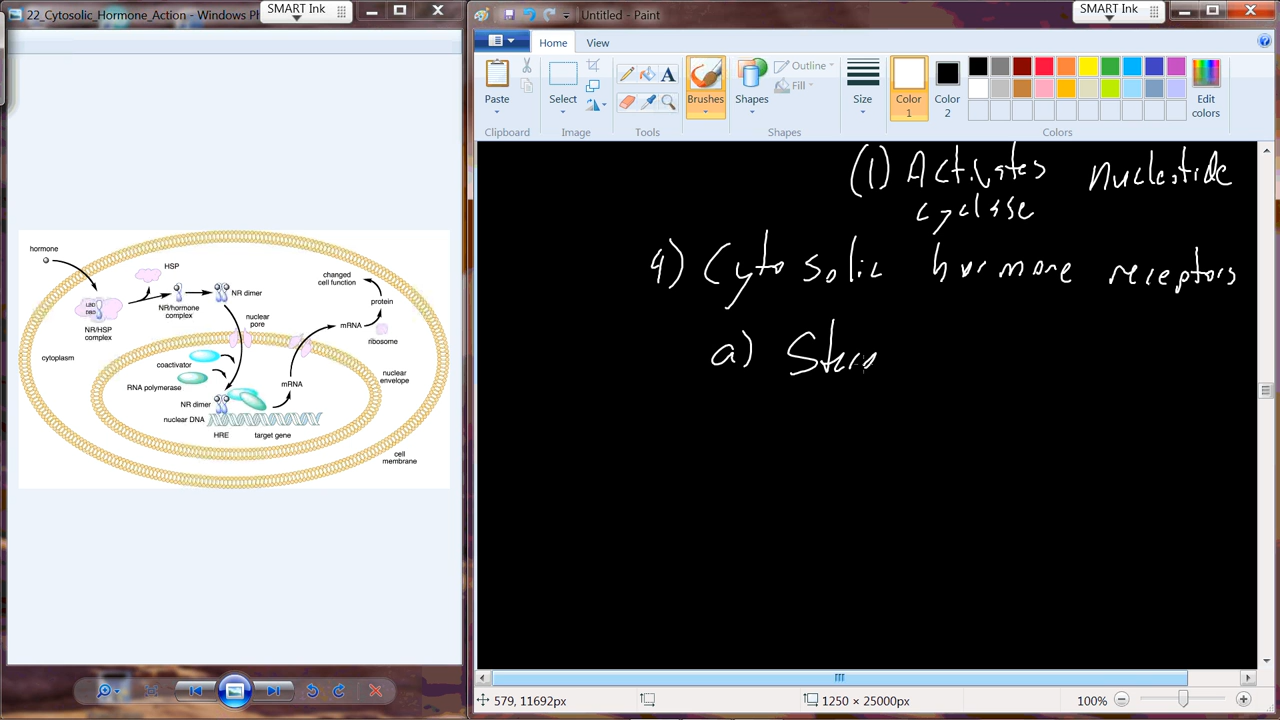 22_Cytosolic_Hormone_Action - Windows Ph
SMART Ink
Untitled - Paint
SMART Ink
Home
View
Paste
Select
Brushes
Shapes
Outline
Fill
Size
Color
1
Color
2
Edit
colors
Clipboard
Image
Tools
Shapes
Colors
hormone
HSP
LBD
DBD
NR/HSP
complex
NR/hormone
complex
NR dimer
changed
cell function
protein
mRNA
ribosome
nuclear
pore
cytoplasm
coactivator
RNA polymerase
mRNA
nuclear
envelope
NR dimer
nuclear DNA
HRE
target gene
cell
membrane
(1) Activates nucleotide
cyclase
4) Cytosolic hormone receptors
a) Stero
579, 11692px
1250 × 25000px
100%